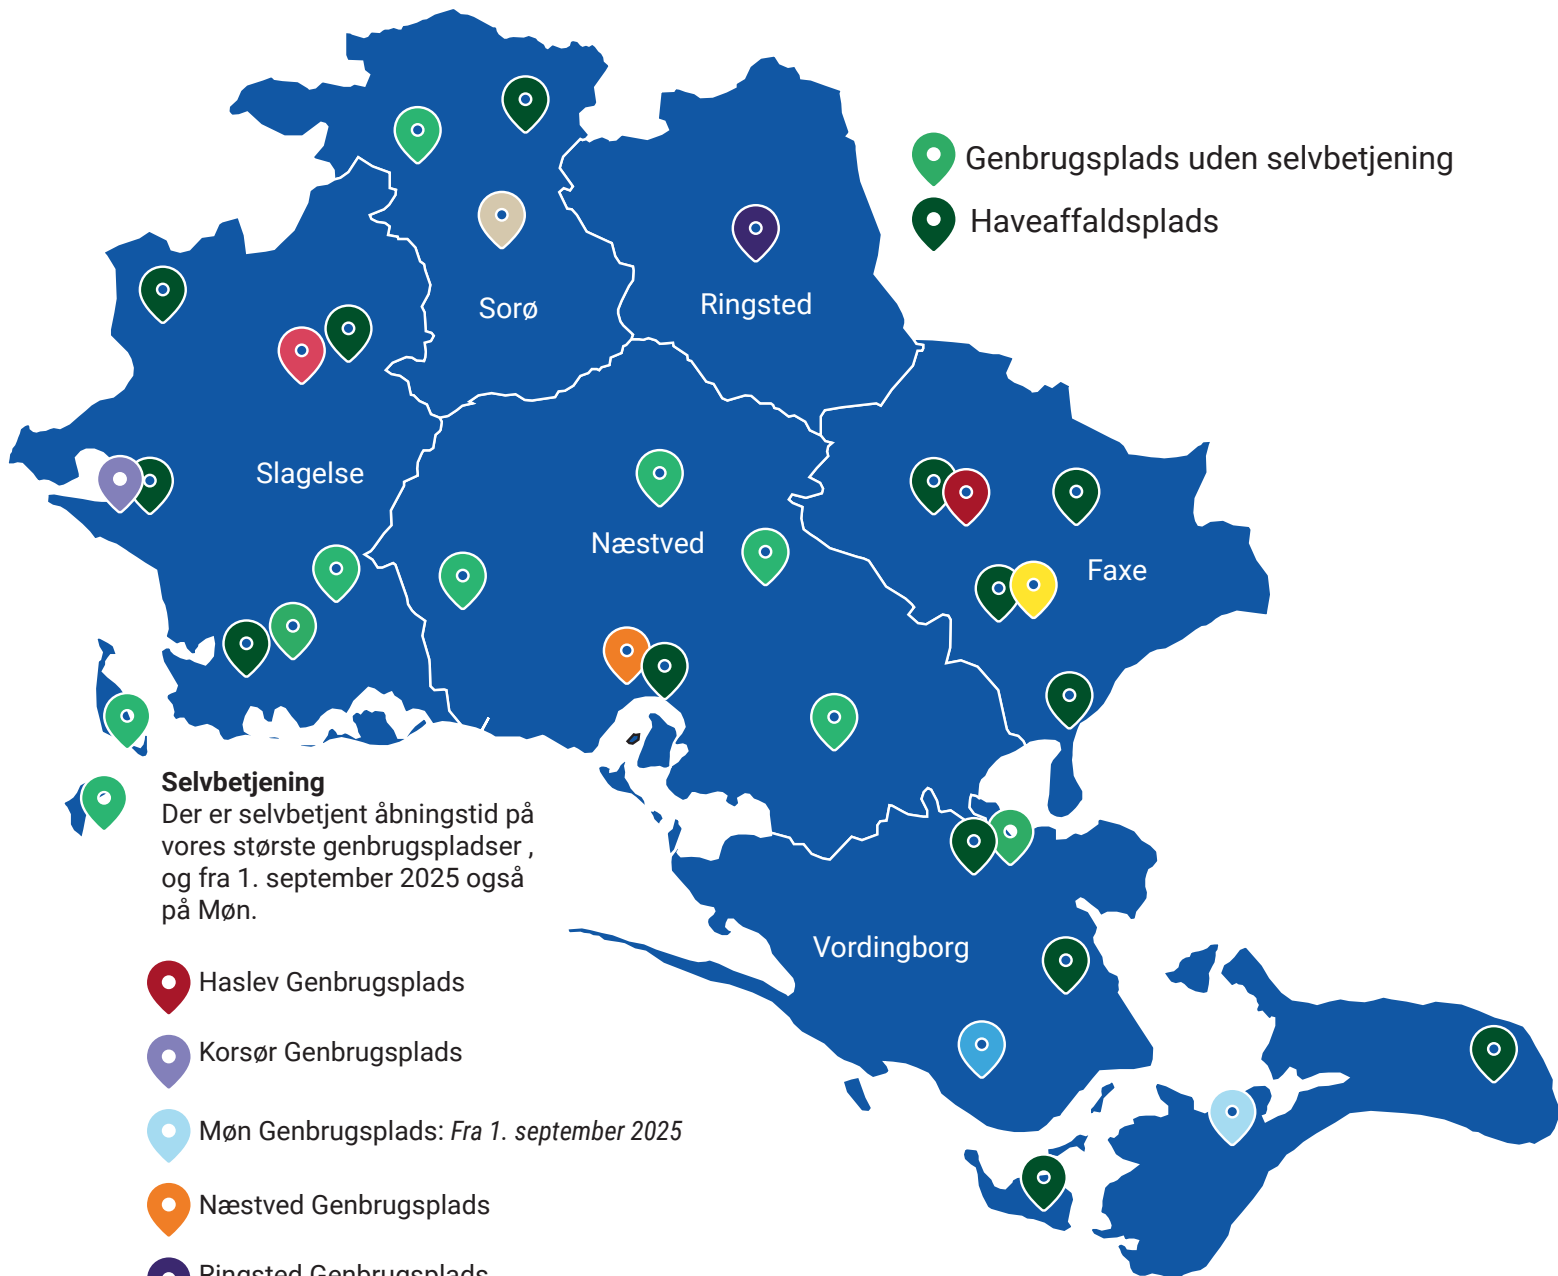 Genbrugsplads uden selvbetjening
Haveaffaldsplads
Sorø
Ringsted
Slagelse
Næstved
Faxe
Vordingborg
Selvbetjening
Der er selvbetjent åbningstid på
vores største genbrugspladser ,
og fra 1. september 2025 også
på Møn.
Haslev Genbrugsplads
Korsør Genbrugsplads
Møn Genbrugsplads: Fra 1. september 2025
Næstved Genbrugsplads
Ringsted Genbrugsplads